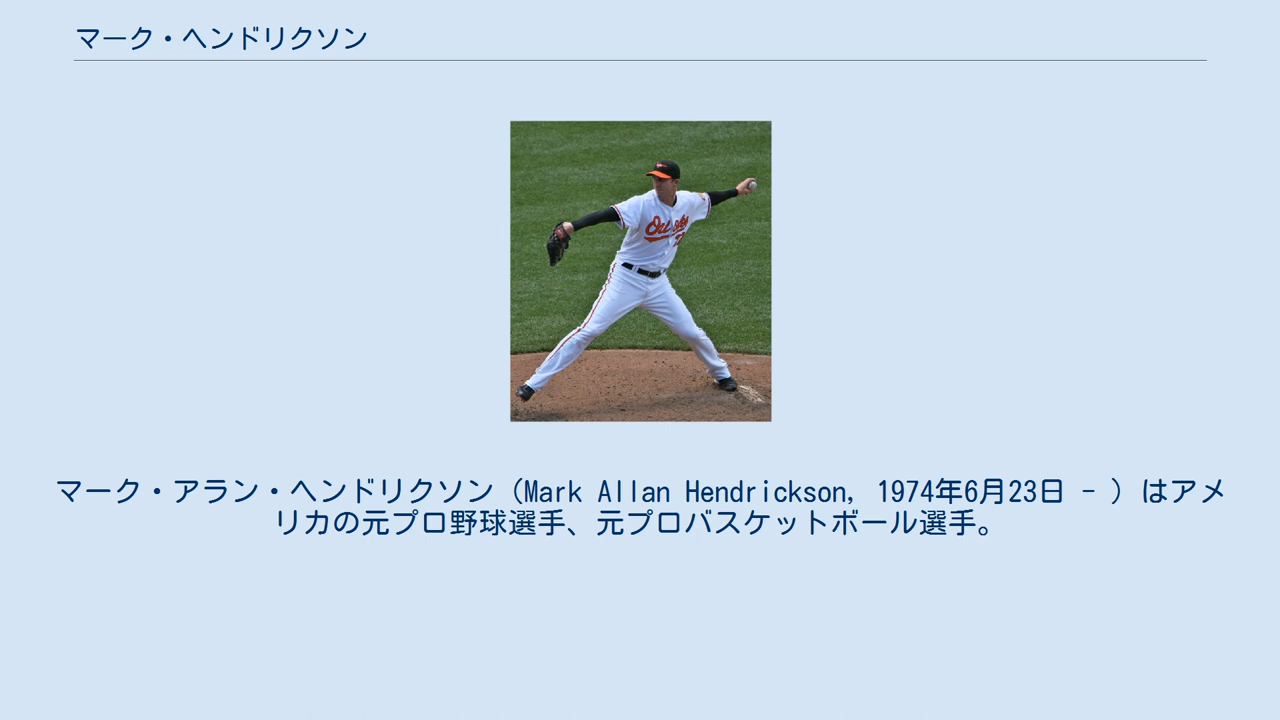 マーク・ヘンドリクソン
Orioles
マーク・アラン・ヘンドリクソン（Mark Allan Hendrickson, 1974年6月23日 - ）はアメ
リカの元プロ野球選手、元プロバスケットボール選手。